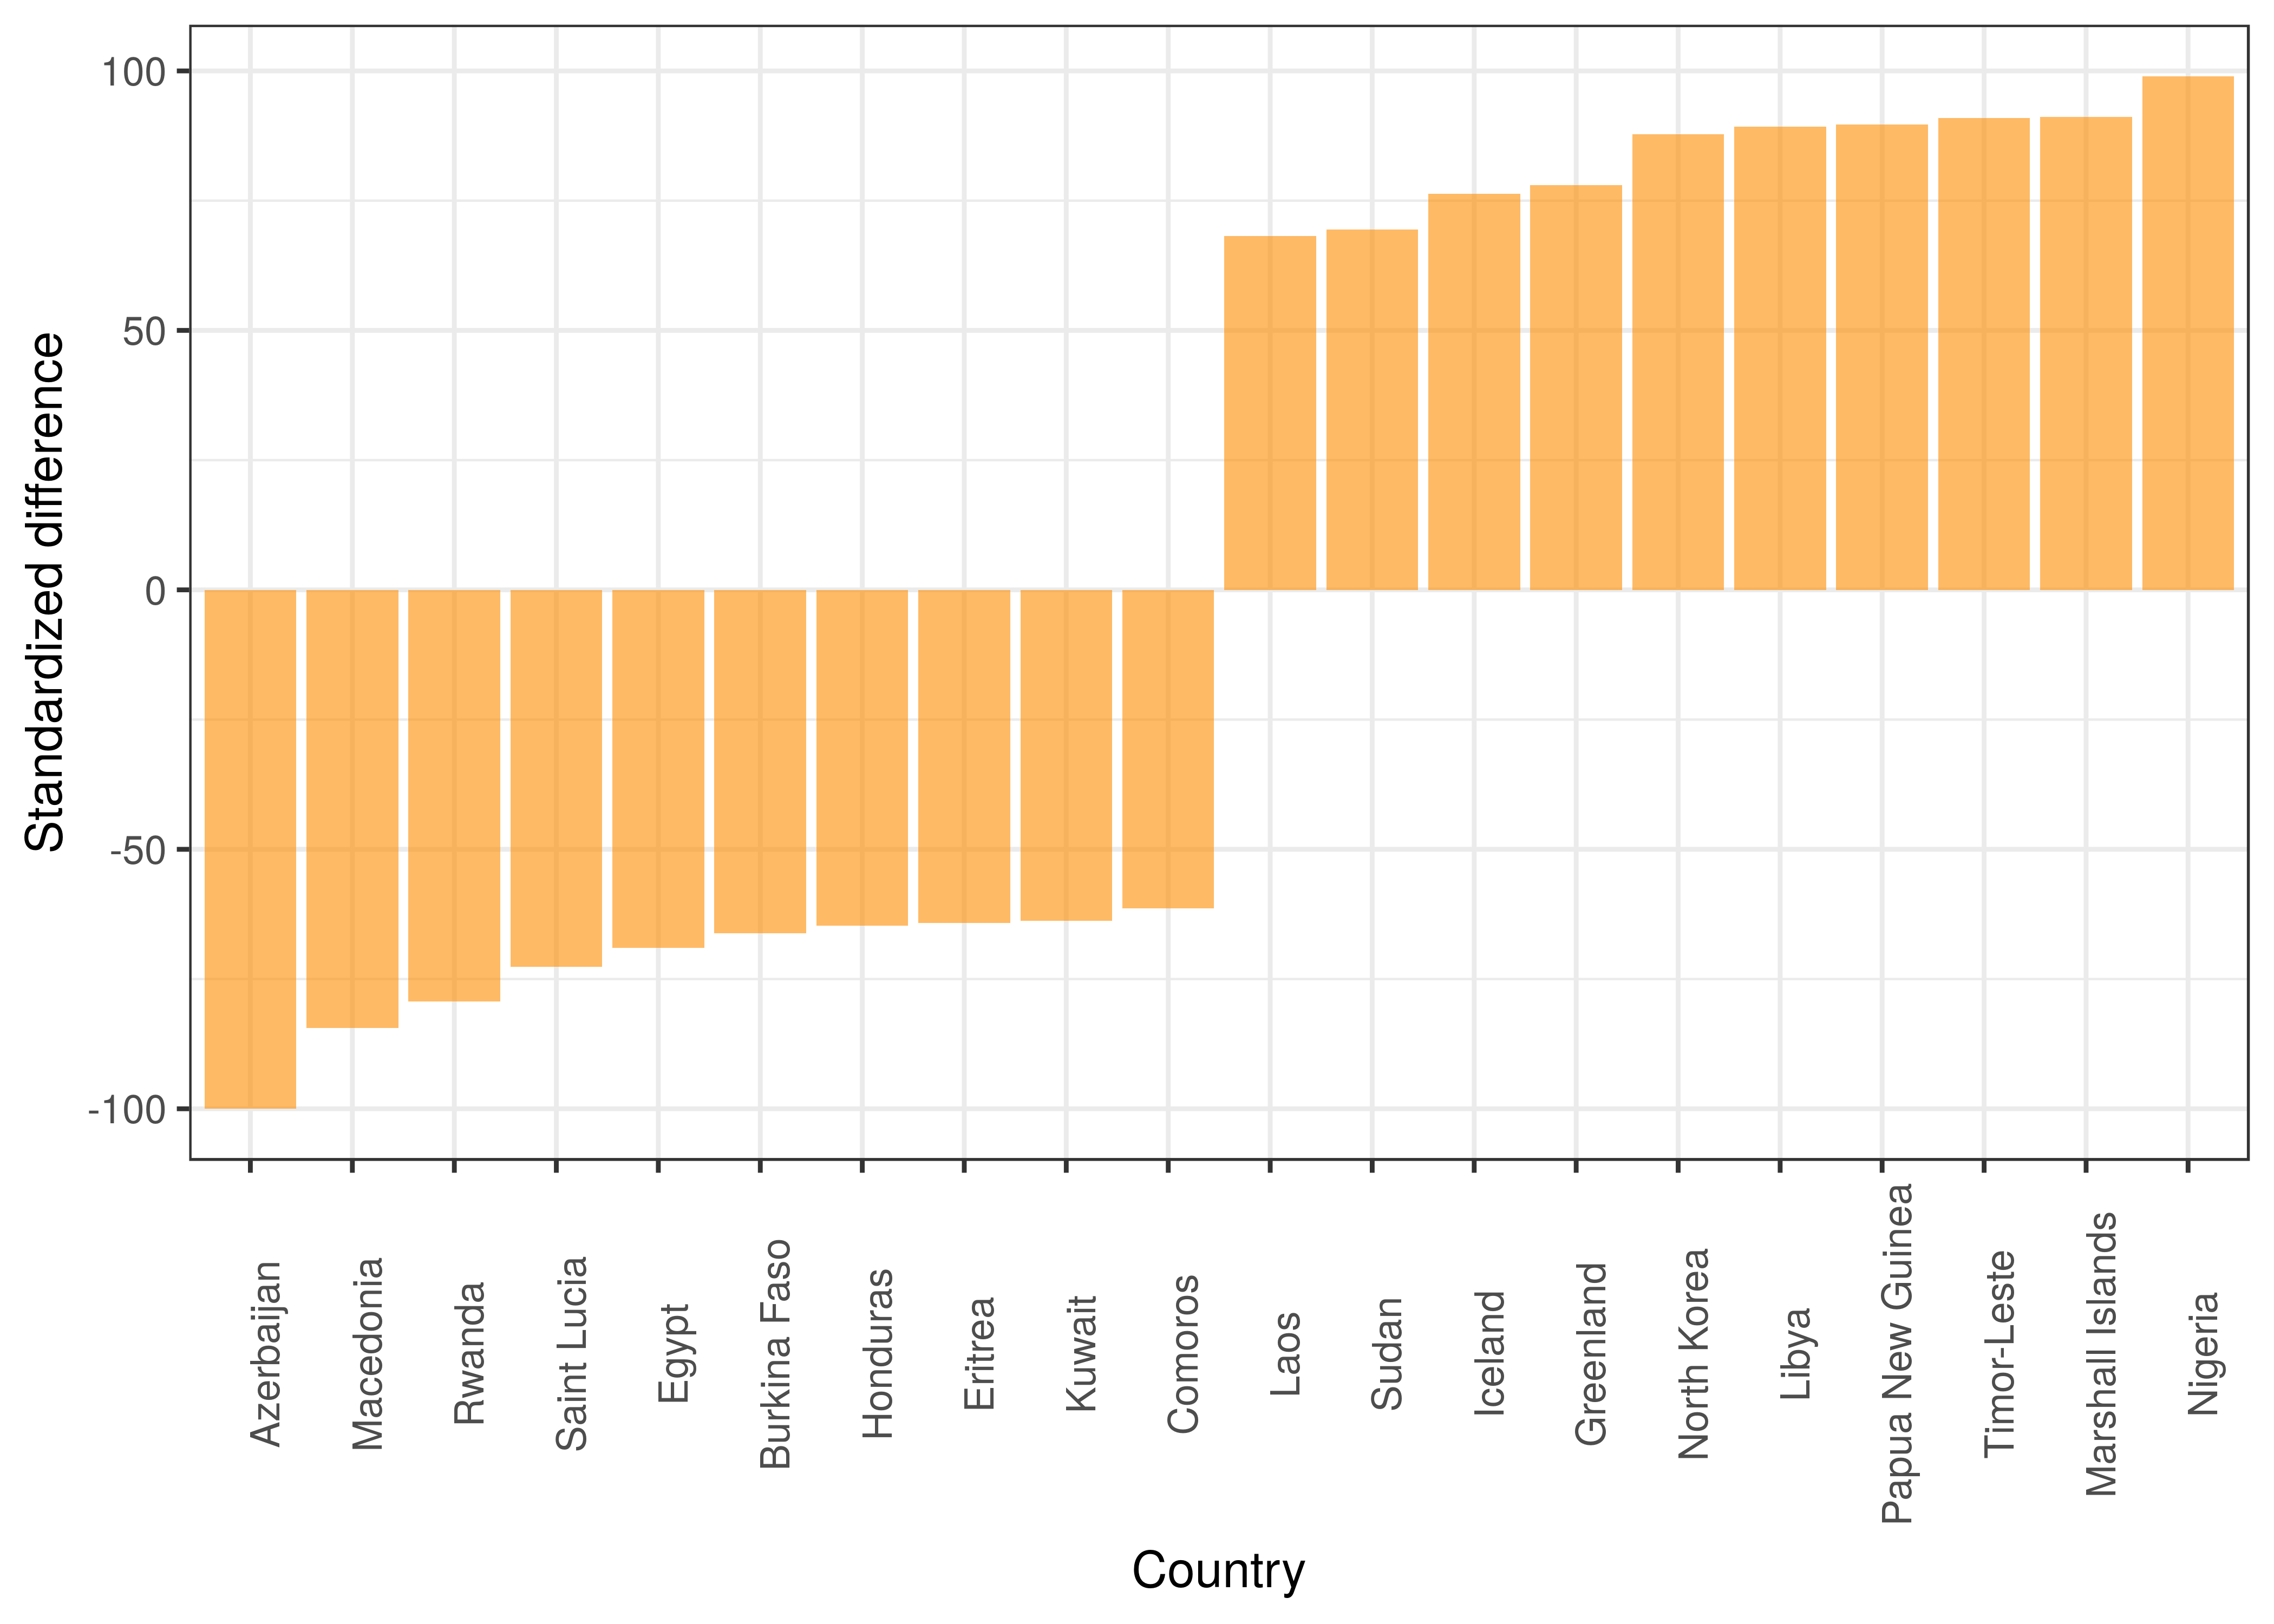 Standardized difference
100
50
0
-50
-100
Azerbaijan
Macedonia
Rwanda
Saint Lucia
Egypt
Burkina Faso
Honduras
Eritrea
Kuwait
Comoros
Laos
Sudan
Iceland
Greenland
North Korea
Libya
Papua New Guinea
Timor-Leste
Marshall Islands
Nigeria
Country